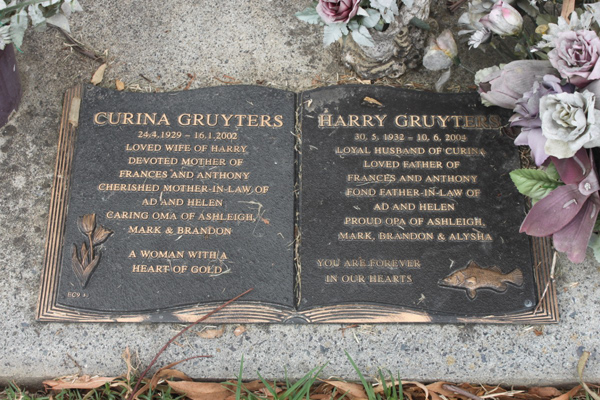 CURINA GRUYTERS
24.4.1929 - 16.1.2002
LOVED WIFE OF HARRY
DEVOTED MOTHER OF
FRANCES AND ANTHONY
CHERISHED MOTHER-IN-LAW OF
AD AND HELEN
CARING OMA OF ASHLEIGH,
MARK & BRANDON
A WOMAN WITH A
HEART OF GOLD
HARRY GRUYTERS
30. 5. 1932 - 10. 6. 2004
LOYAL HUSBAND OF CURINA
LOVED FATHER OF
FRANCES AND ANTHONY
FOND FATHER-IN-LAW OF
AD AND HELEN
PROUD OPA OF ASHLEIGH,
MARK, BRANDON & ALYSHA
YOU ARE FOREVER
IN OUR HEARTS